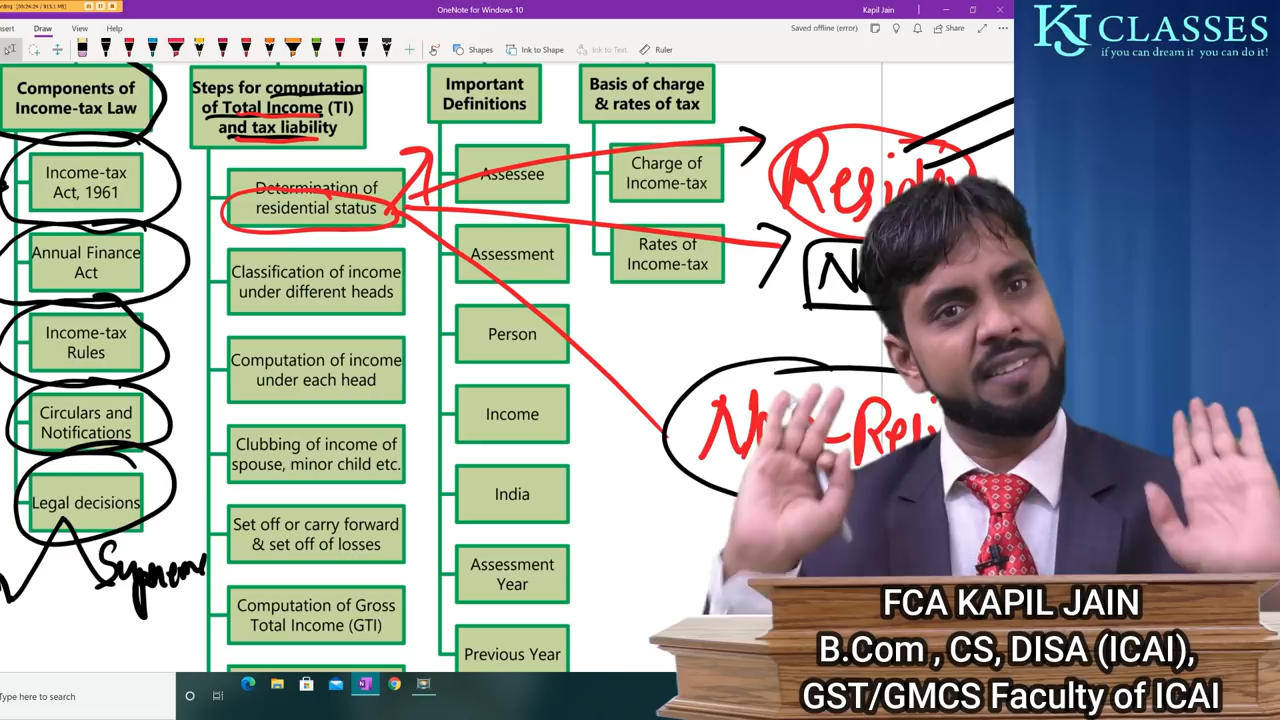 OneNote for Windows 10
Kapil Jain
Draw
View
Help
Saved offline (error)
Share
Shapes
Ink to Shape
Ink to Text
Ruler
KJ CLASSES
if you can dream it you can do it!
Components of
Income-tax Law
Income-tax
Act, 1961
Annual Finance
Act
Income-tax
Rules
Circulars and
Notifications
Legal decisions
Supreme
Steps for computation
of Total Income (TI)
and tax liability
Determination of
residential status
Classification of income
under different heads
Computation of income
under each head
Clubbing of income of
spouse, minor child etc.
Set off or carry forward
& set off of losses
Computation of Gross
Total Income (GTI)
Important
Definitions
Assessee
Assessment
Person
Income
India
Assessment
Year
Previous Year
Basis of charge
& rates of tax
Charge of
Income-tax
Rates of
Income-tax
FCA KAPIL JAIN
B.Com , CS, DISA (ICAI),
GST/GMCS Faculty of ICAI
Type here to search